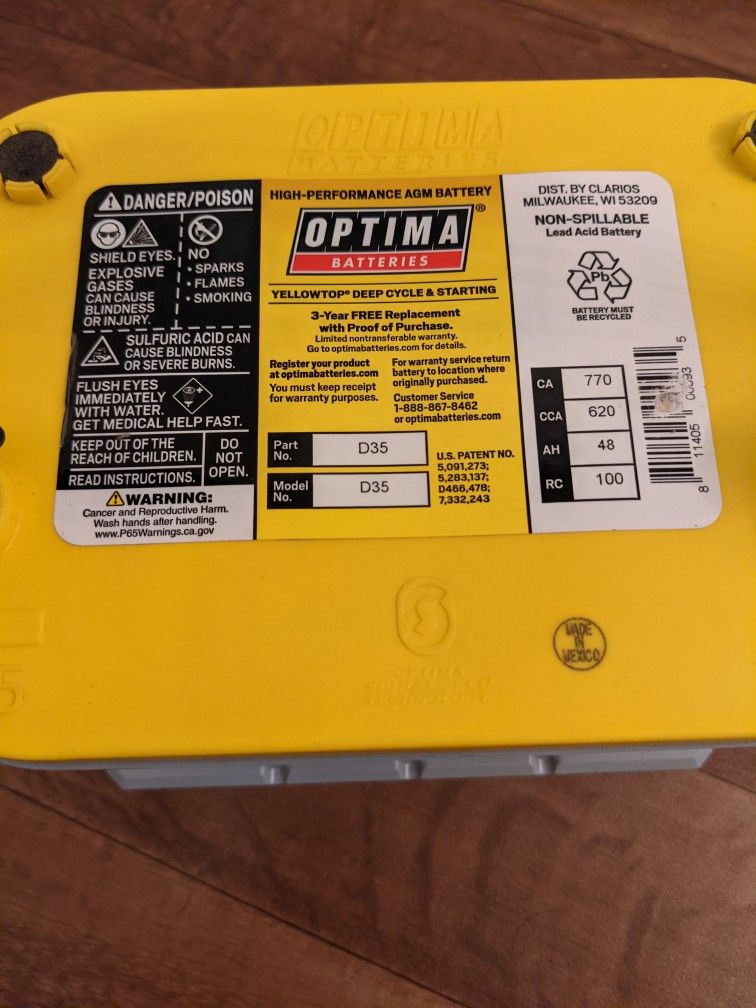 OPTIMA
BATTERIES
DANGER/POISON
SHIELD EYES.
EXPLOSIVE
GASES
CAN CAUSE
BLINDNESS
OR INJURY.
NO
• SPARKS
• FLAMES
• SMOKING
SULFURIC ACID CAN
CAUSE BLINDNESS
OR SEVERE BURNS.
FLUSH EYES
IMMEDIATELY
WITH WATER.
GET MEDICAL HELP FAST.
KEEP OUT OF THE
REACH OF CHILDREN.
READ INSTRUCTIONS.
DO
NOT
OPEN.
WARNING:
Cancer and Reproductive Harm.
Wash hands after handling.
www.P65Warnings.ca.gov
HIGH-PERFORMANCE AGM BATTERY
OPTIMA®
BATTERIES
YELLOWTOP® DEEP CYCLE & STARTING
3-Year FREE Replacement
with Proof of Purchase.
Limited nontransferable warranty.
Go to optimabatteries.com for details.
Register your product
at optimabatteries.com
You must keep receipt
for warranty purposes.
For warranty service return
battery to location where
originally purchased.
Customer Service
1-888-867-8462
or optimabatteries.com
Part No. D35
Model No. D35
U.S. PATENT NO.
5,091,273;
5,283,137;
D466,478;
7,332,243
DIST. BY CLARIOS
MILWAUKEE, WI 53209
NON-SPILLABLE
Lead Acid Battery
Pb
BATTERY MUST
BE RECYCLED
CA 770
CCA 620
AH 48
RC 100
8 11405 00093 5
OPTIMA
TECHNOLOGY
MADE
IN
MEXICO
5